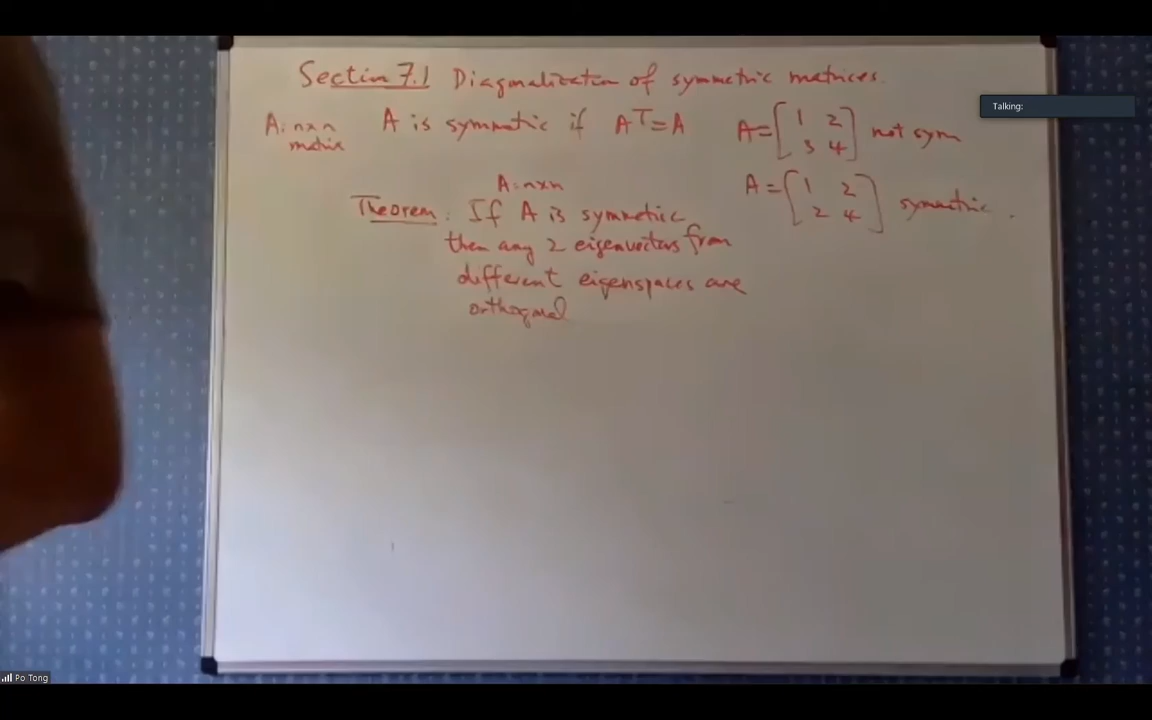 Section 7.1 Diagonalization of symmetric matrices.
A: n×n matrix
A is symmetric if Aᵀ = A
A = [1 2
3 4] not sym
A = [1 2
2 4] symmetric.
A: n×n
Theorem: If A is symmetric
then any 2 eigenvectors from
different eigenspaces are
orthogonal
Talking:
Po Tong